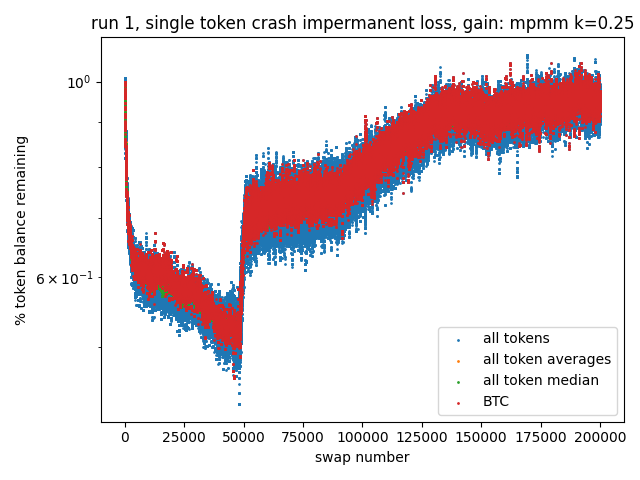 run 1, single token crash impermanent loss, gain: mpmm k=0.25
% token balance remaining
10⁰
6 × 10⁻¹
all tokens
all token averages
all token median
BTC
0 25000 50000 75000 100000 125000 150000 175000 200000
swap number